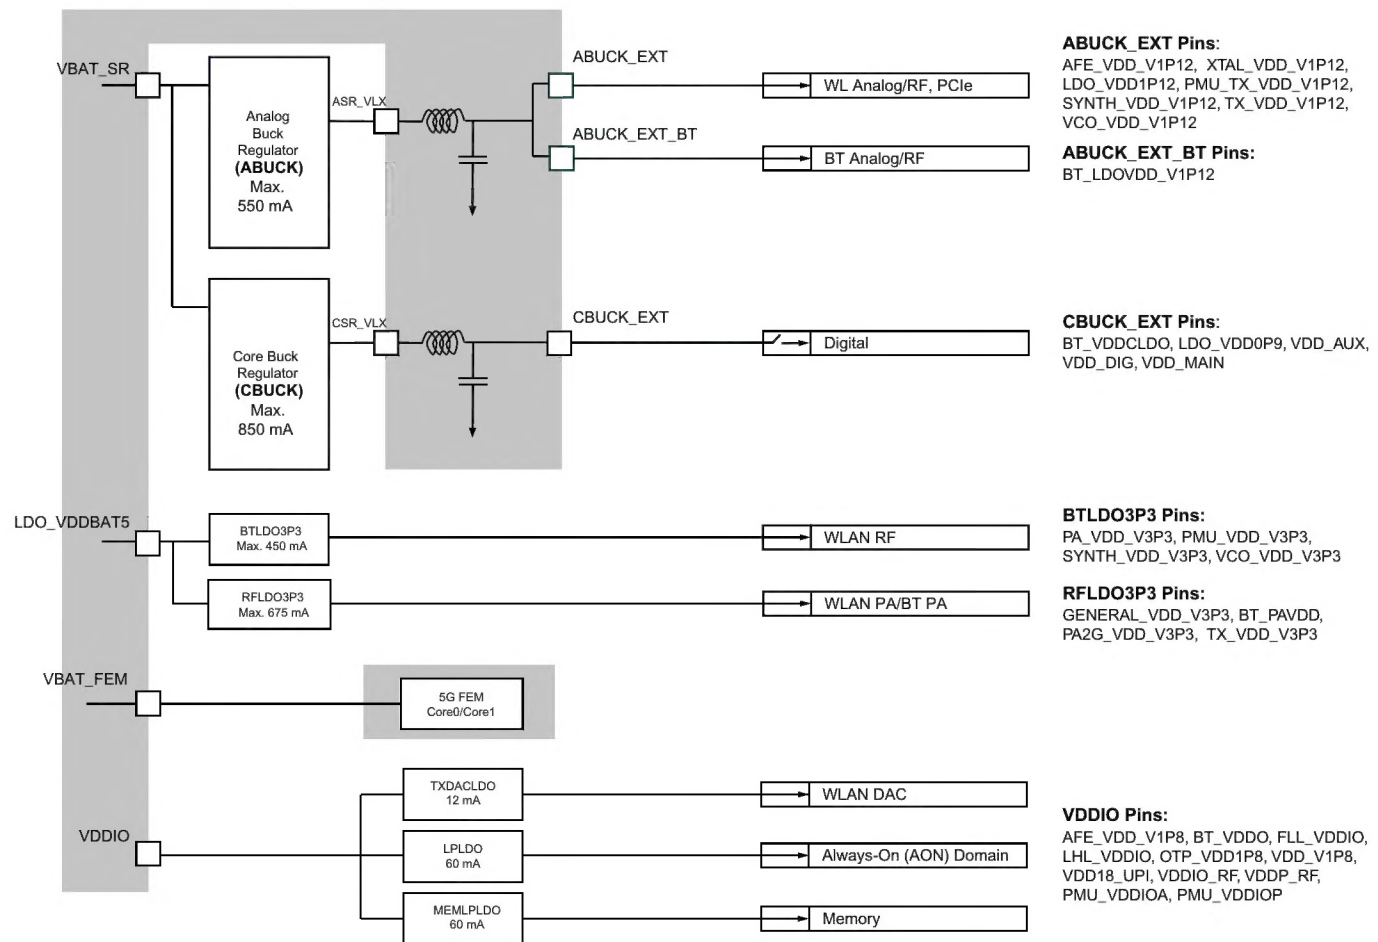 ABUCK_EXT
ABUCK_EXT Pins:
AFE_VDD_V1P12, XTAL_VDD_V1P12,
LDO_VDD1P12, PMU_TX_VDD_V1P12,
SYNTH_VDD_V1P12, TX_VDD_V1P12,
VCO_VDD_V1P12
VBAT_SR
Analog
Buck
Regulator
(ABUCK)
Max.
550 mA
ASR_VLX
WL Analog/RF, PCIe
ABUCK_EXT_BT
BT Analog/RF
ABUCK_EXT_BT Pins:
BT_LDOVDD_V1P12
Core Buck
Regulator
(CBUCK)
Max.
850 mA
CSR_VLX
CBUCK_EXT
Digital
CBUCK_EXT Pins:
BT_VDDCLDO, LDO_VDD0P9, VDD_AUX,
VDD_DIG, VDD_MAIN
LDO_VDDBAT5
BTLDO3P3
Max. 450 mA
WLAN RF
BTLDO3P3 Pins:
PA_VDD_V3P3, PMU_VDD_V3P3,
SYNTH_VDD_V3P3, VCO_VDD_V3P3
RFLDO3P3
Max. 675 mA
WLAN PA/BT PA
RFLDO3P3 Pins:
GENERAL_VDD_V3P3, BT_PAVDD,
PA2G_VDD_V3P3, TX_VDD_V3P3
VBAT_FEM
5G FEM
Core0/Core1
VDDIO
TXDACLDO
12 mA
WLAN DAC
LPLDO
60 mA
Always-On (AON) Domain
MEMLPLDO
60 mA
Memory
VDDIO Pins:
AFE_VDD_V1P8, BT_VDDO, FLL_VDDIO,
LHL_VDDIO, OTP_VDD1P8, VDD_V1P8,
VDD18_UPI, VDDIO_RF, VDDP_RF,
PMU_VDDIOA, PMU_VDDIOP